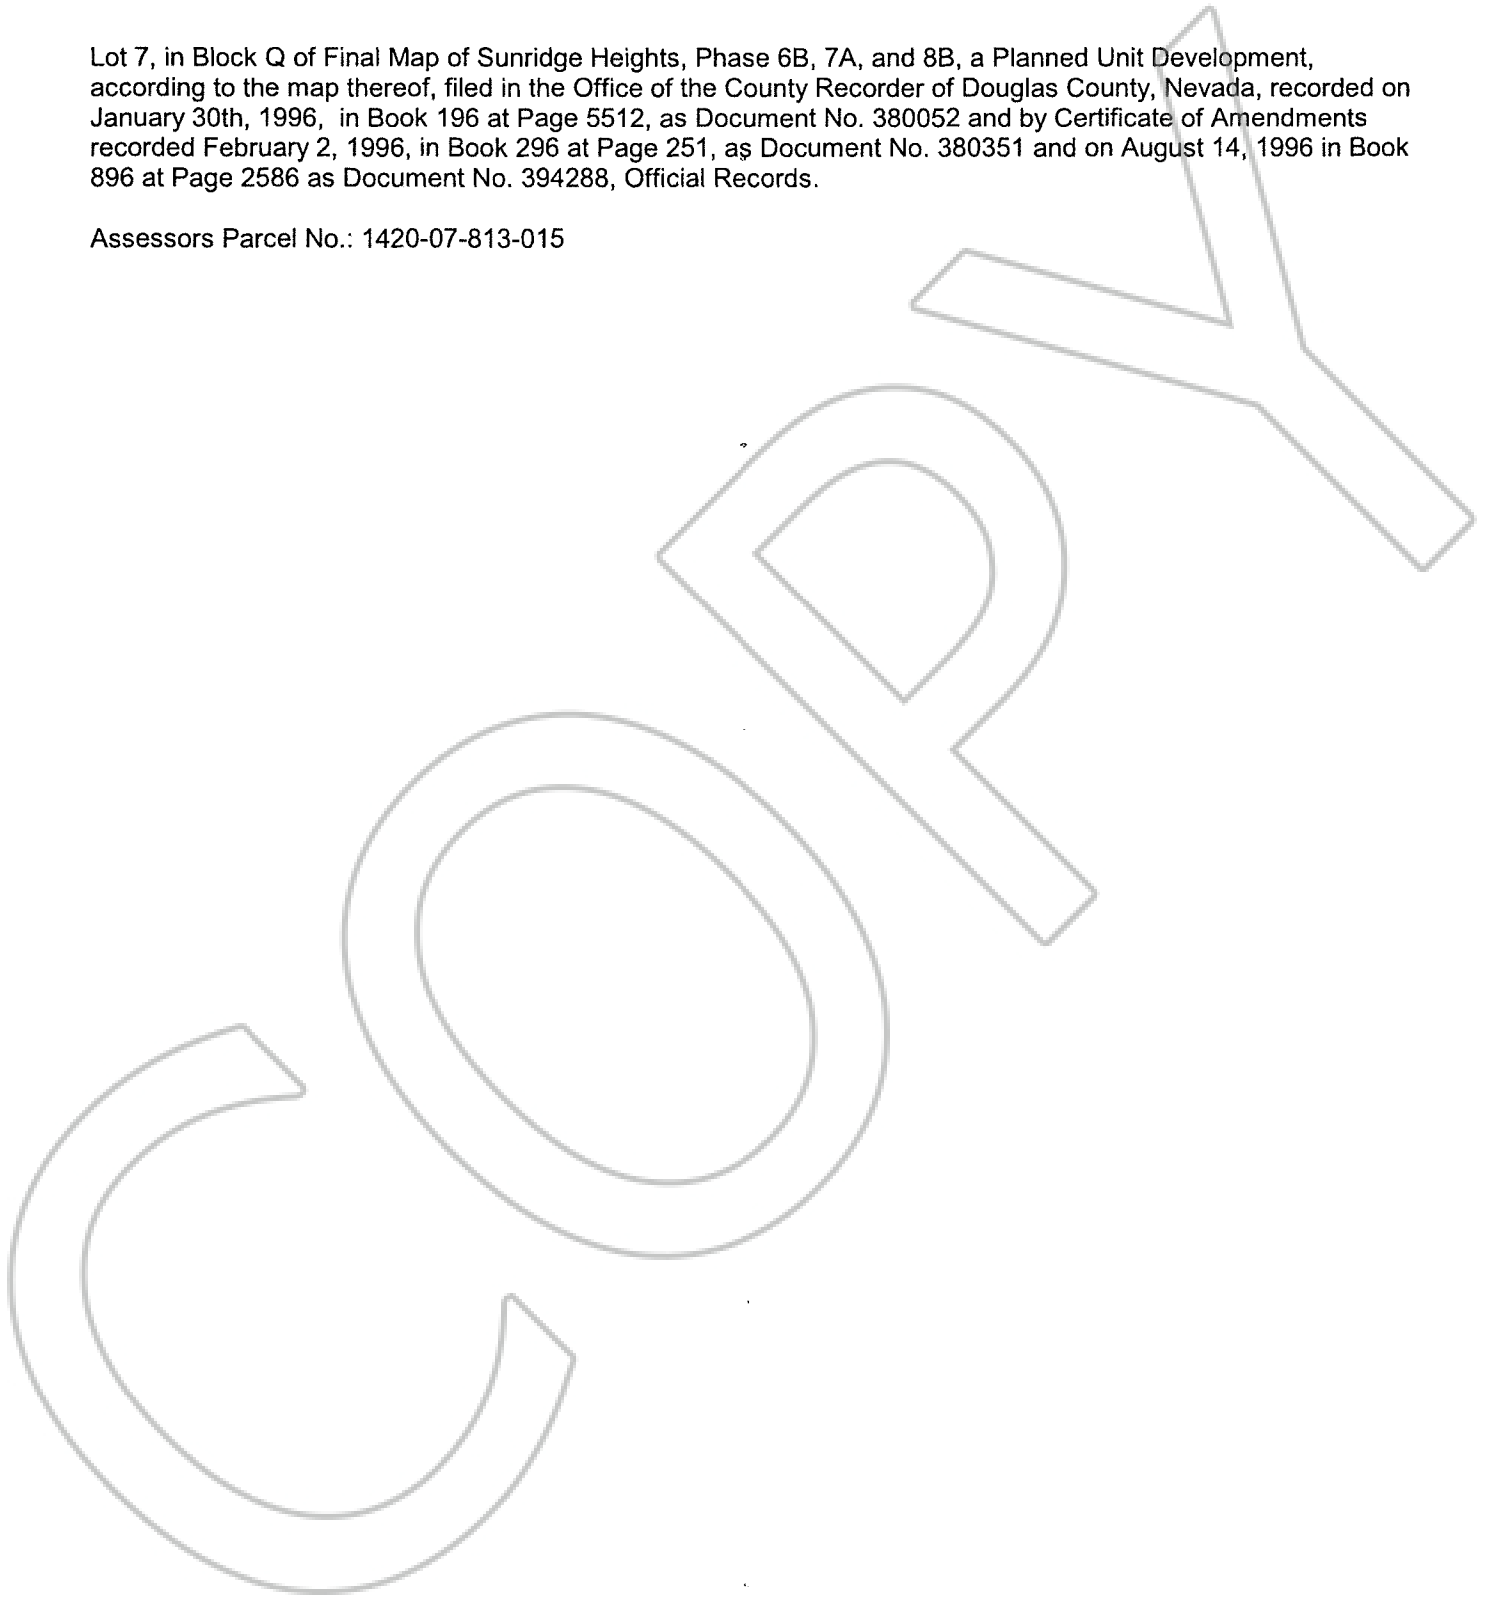 Lot 7, in Block Q of Final Map of Sunridge Heights, Phase 6B, 7A, and 8B, a Planned Unit Development,
according to the map thereof, filed in the Office of the County Recorder of Douglas County, Nevada, recorded on
January 30th, 1996,  in Book 196 at Page 5512, as Document No. 380052 and by Certificate of Amendments
recorded February 2, 1996, in Book 296 at Page 251, as Document No. 380351 and on August 14, 1996 in Book
896 at Page 2586 as Document No. 394288, Official Records.
Assessors Parcel No.: 1420-07-813-015
COPY